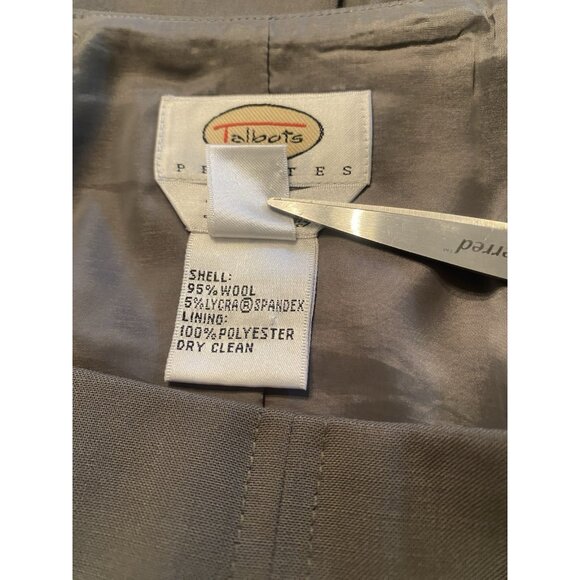 Talbots
SHELL:
95% WOOL
5% LYCRA® SPANDEX
LINING:
100% POLYESTER
DRY CLEAN